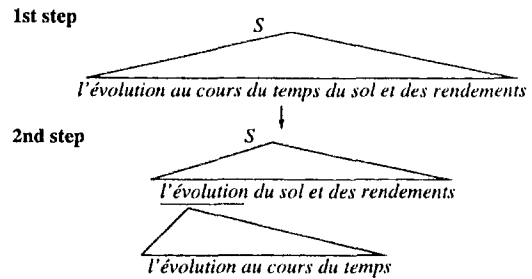 1st step
S
l'évolution au cours du temps du sol et des rendements
2nd step
S
l'évolution du sol et des rendements
l'évolution au cours du temps